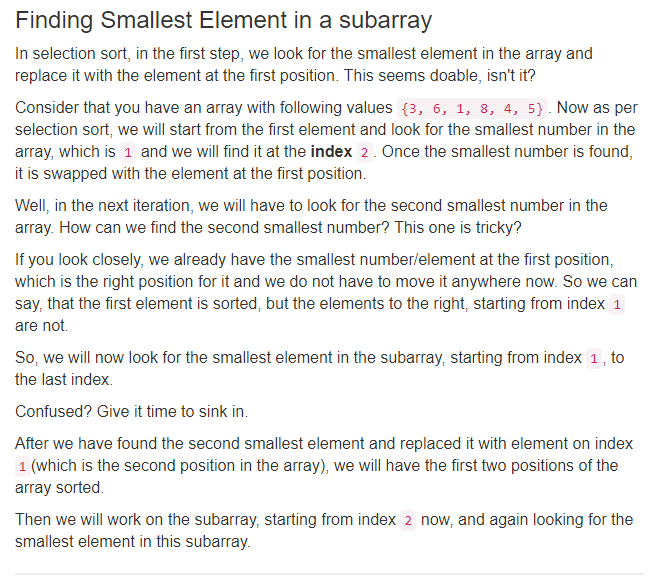 Finding Smallest Element in a subarray
In selection sort, in the first step, we look for the smallest element in the array and
replace it with the element at the first position. This seems doable, isn't it?
Consider that you have an array with following values {3, 6, 1, 8, 4, 5} . Now as per
selection sort, we will start from the first element and look for the smallest number in the
array, which is 1 and we will find it at the index 2 . Once the smallest number is found,
it is swapped with the element at the first position.
Well, in the next iteration, we will have to look for the second smallest number in the
array. How can we find the second smallest number? This one is tricky?
If you look closely, we already have the smallest number/element at the first position,
which is the right position for it and we do not have to move it anywhere now. So we can
say, that the first element is sorted, but the elements to the right, starting from index 1
are not.
So, we will now look for the smallest element in the subarray, starting from index 1 , to
the last index.
Confused? Give it time to sink in.
After we have found the second smallest element and replaced it with element on index
1 (which is the second position in the array), we will have the first two positions of the
array sorted.
Then we will work on the subarray, starting from index 2 now, and again looking for the
smallest element in this subarray.